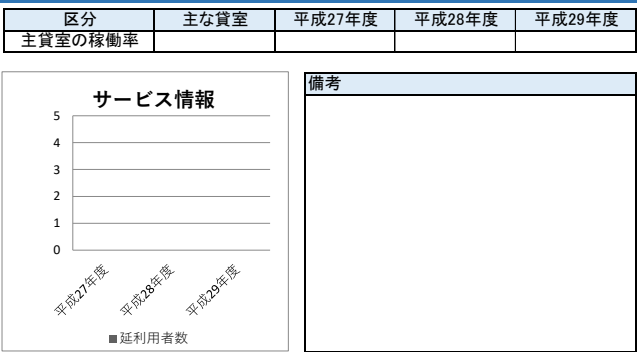 区分 主な貸室 平成27年度 平成28年度 平成29年度
主貸室の稼働率
サービス情報
5
4
3
2
1
0
平成27年度 平成28年度 平成29年度
■延利用者数
備考